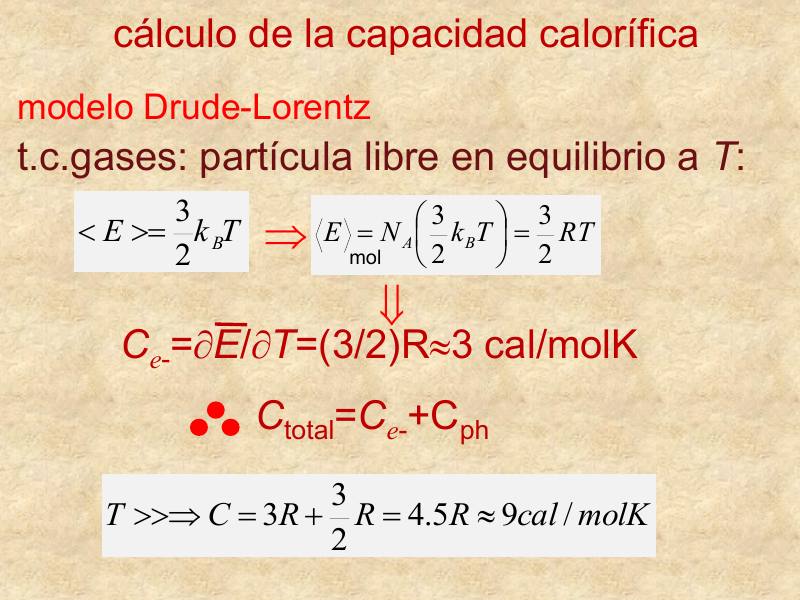 cálculo de la capacidad calorífica
modelo Drude-Lorentz
t.c.gases: partícula libre en equilibrio a T:
< E >= 3/2 k_B T ⇒ ⟨E⟩_mol = N_A (3/2 k_B T) = 3/2 RT
⇓
C_e-=∂E̅/∂T=(3/2)R≈3 cal/molK
∴ C_total=C_e-+C_ph
T >>⇒ C = 3R + 3/2 R = 4.5R ≈ 9cal / molK